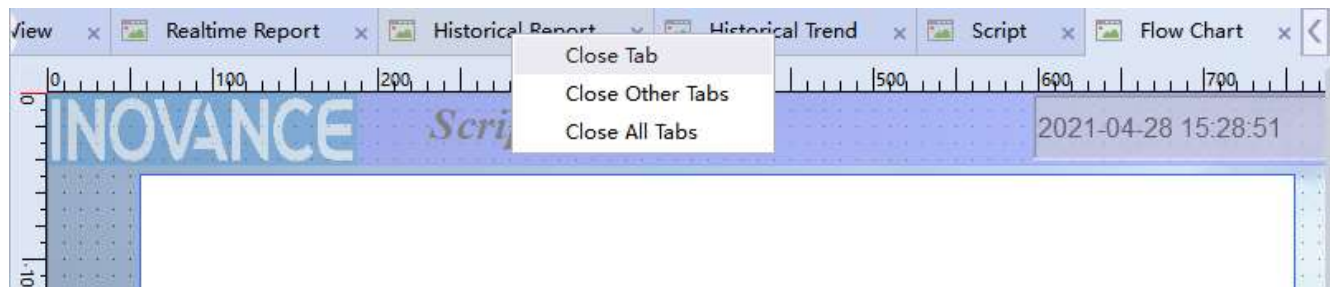 View Realtime Report Historical Report Historical Trend Script Flow Chart
Close Tab
0 100 200 500 600 700
Close Other Tabs
INOVANCE 2021-04-28 15:28:51
Close All Tabs
0